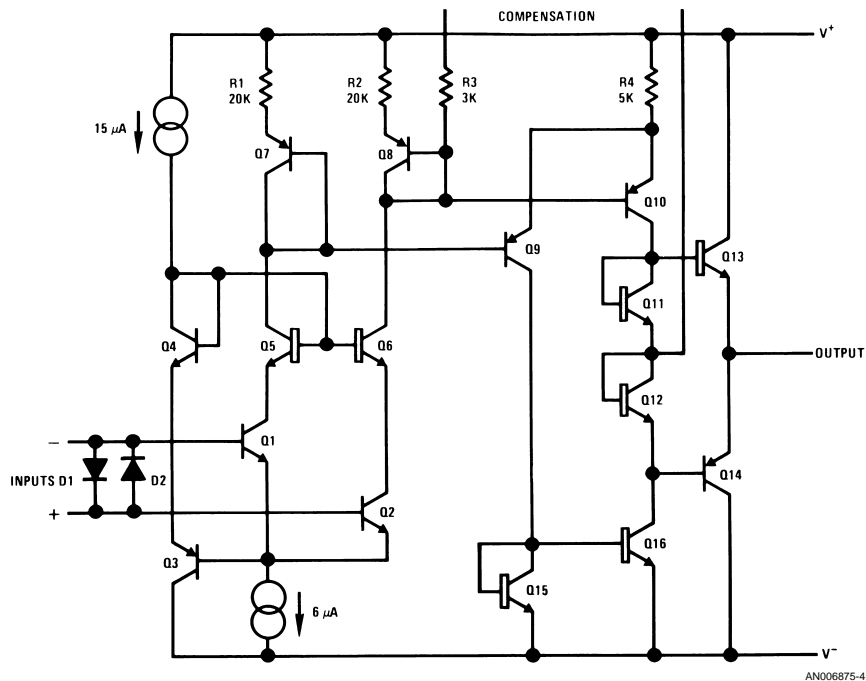 COMPENSATION
V+
R1
20K
R2
20K
R3
3K
R4
5K
15 μA
Q7
Q8
Q10
Q9
Q13
Q11
Q4
Q5
Q6
OUTPUT
Q12
−
Q1
INPUTS D1
D2
Q14
+
Q2
Q3
Q16
Q15
6 μA
V−
AN006875-4